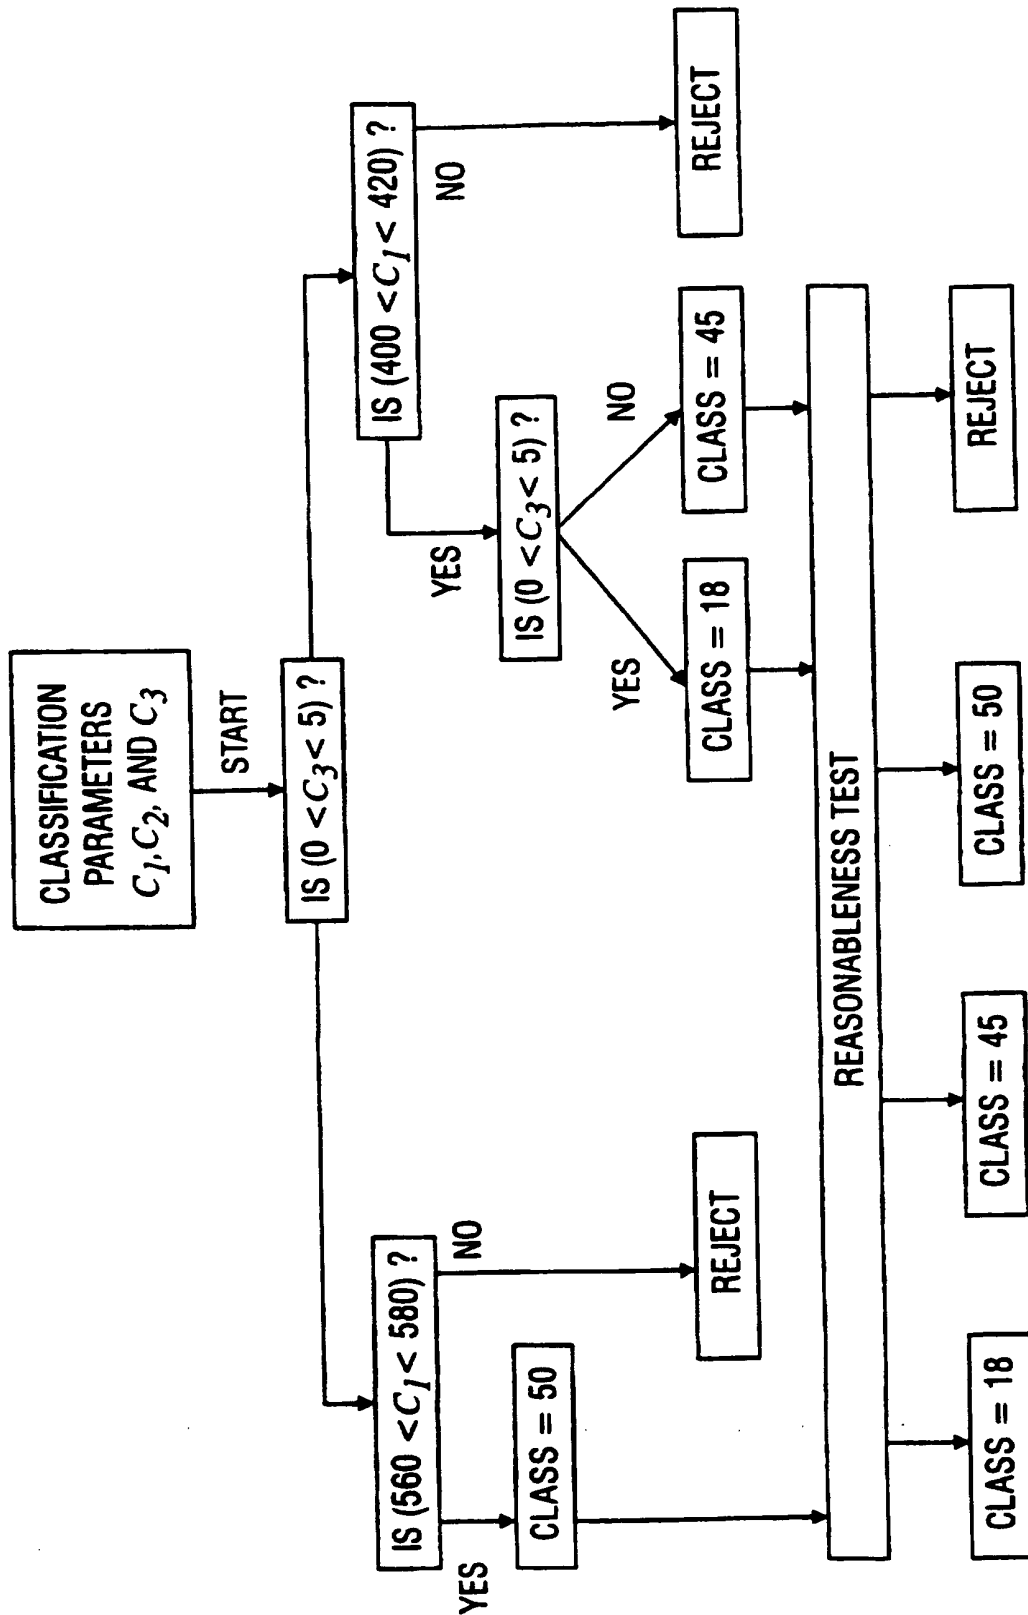 CLASSIFICATION
PARAMETERS
C1, C2, AND C3
START
IS (0 < C3 < 5) ?
IS (560 < C1 < 580) ?
IS (400 < C1 < 420) ?
YES
NO
YES
NO
CLASS = 50
IS (0 < C3 < 5) ?
YES
NO
REJECT
CLASS = 18
CLASS = 45
REJECT
REASONABLENESS TEST
CLASS = 18
CLASS = 45
CLASS = 50
REJECT